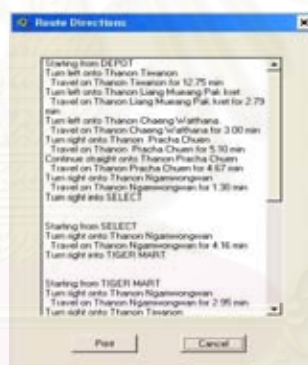 Route Directions
Starting from DEPOT
Turn left onto Thanon Tiwanon
Travel on Thanon Tiwanon for 12.75 min
Turn left onto Thanon Liang Mueang Pak kret
Travel on Thanon Liang Mueang Pak kret for 2.79
min
Turn left onto Thanon Chaeng Watthana
Travel on Thanon Chaeng Watthana for 3.00 min
Turn right onto Thanon Pracha Chuen
Travel on Thanon Pracha Chuen for 5.10 min
Continue straight onto Thanon Pracha Chuen
Travel on Thanon Pracha Chuen for 4.67 min
Turn right onto Thanon Ngamwongwan
Travel on Thanon Ngamwongwan for 1.30 min
Turn right into SELECT
Starting from SELECT
Turn right onto Thanon Ngamwongwan
Travel on Thanon Ngamwongwan for 4.16 min
Turn right into TIGER MART
Starting from TIGER MART
Turn right onto Thanon Ngamwongwan
Travel on Thanon Ngamwongwan for 2.95 min
Turn right onto Thanon Tiwanon
Print
Cancel